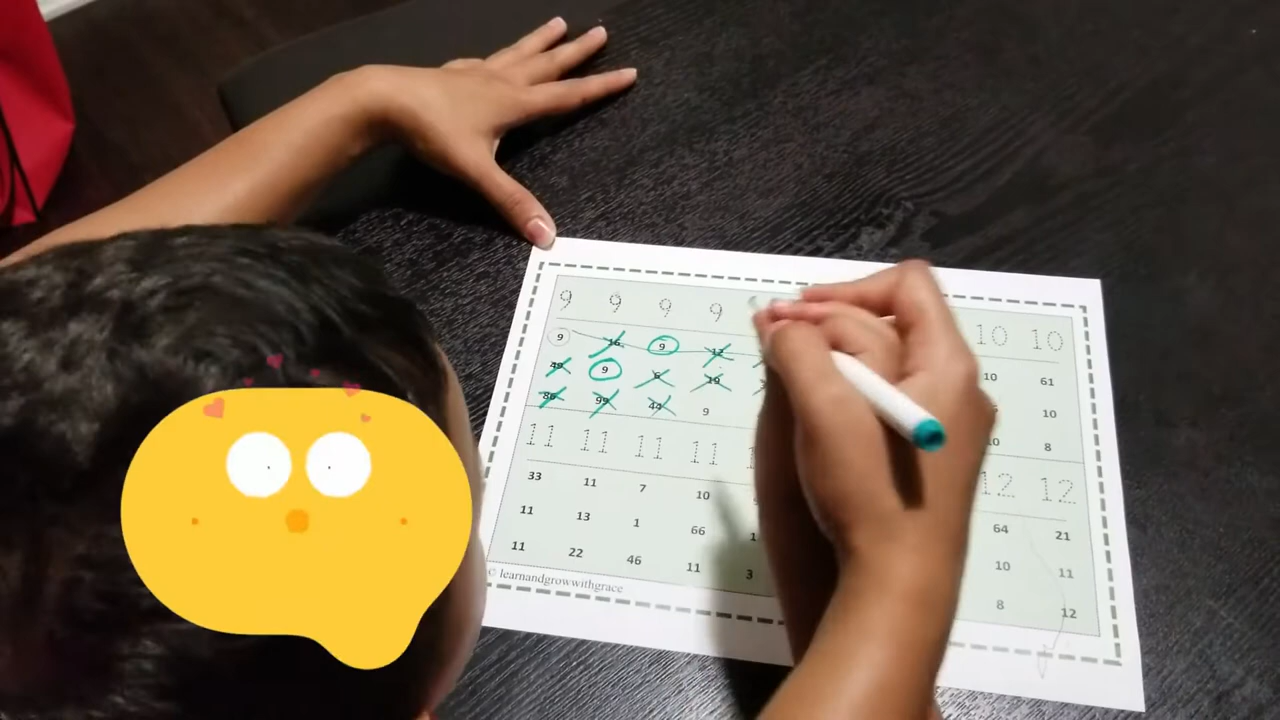 9 9 9 9 10 10
9 16 9 12 10 61
49 9 6 19 10
86 99 44 9 8
11 11 11 11 12 12
33 11 7 10 64 21
11 13 1 66 10 11
11 22 46 11 3 8 12
© learnandgrowwithgrace